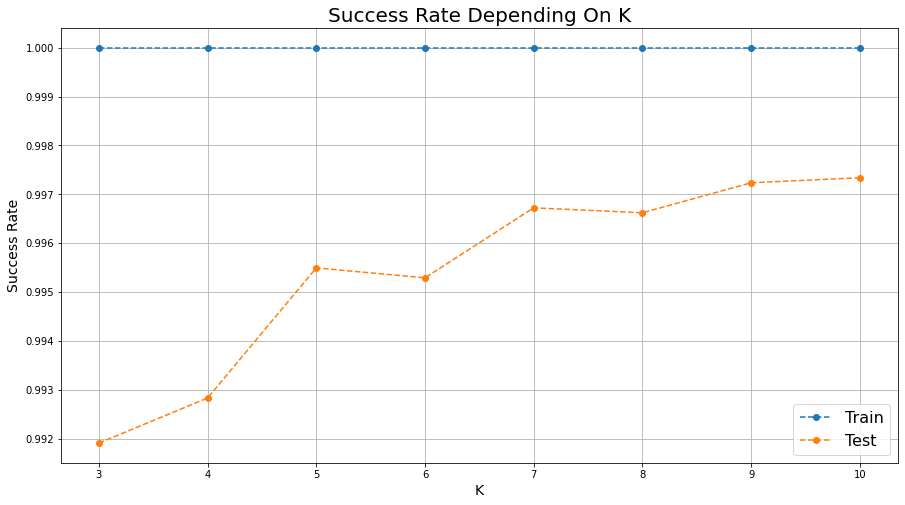 Success Rate Depending On K
1.000
0.999
0.998
0.997
0.996
0.995
0.994
0.993
0.992
Success Rate
3 4 5 6 7 8 9 10
K
Train
Test